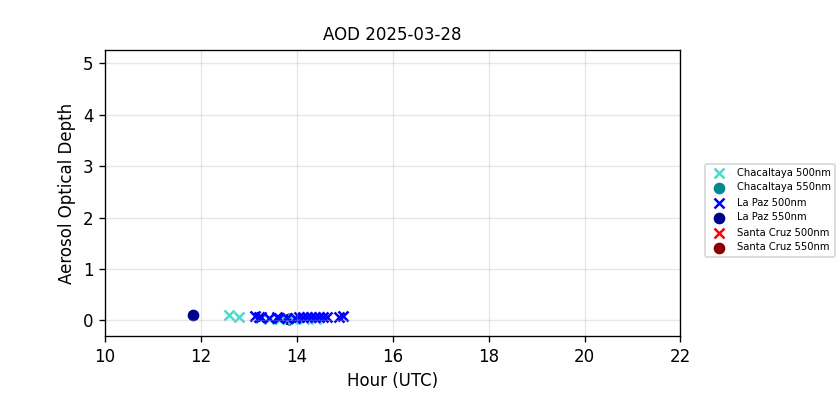 AOD 2025-03-28
Aerosol Optical Depth
5
4
3
2
1
0
10 12 14 16 18 20 22
Hour (UTC)
Chacaltaya 500nm
Chacaltaya 550nm
La Paz 500nm
La Paz 550nm
Santa Cruz 500nm
Santa Cruz 550nm